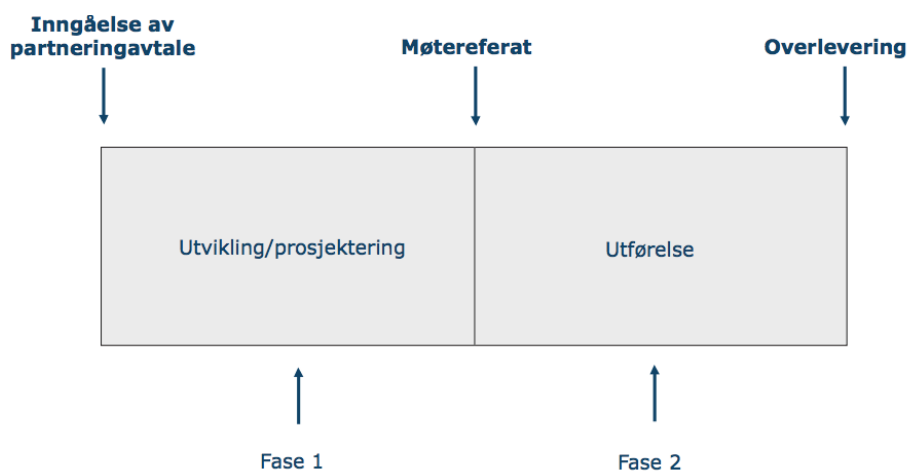 Inngåelse av
partneringavtale
Møtereferat
Overlevering
Utvikling/prosjektering
Utførelse
Fase 1
Fase 2